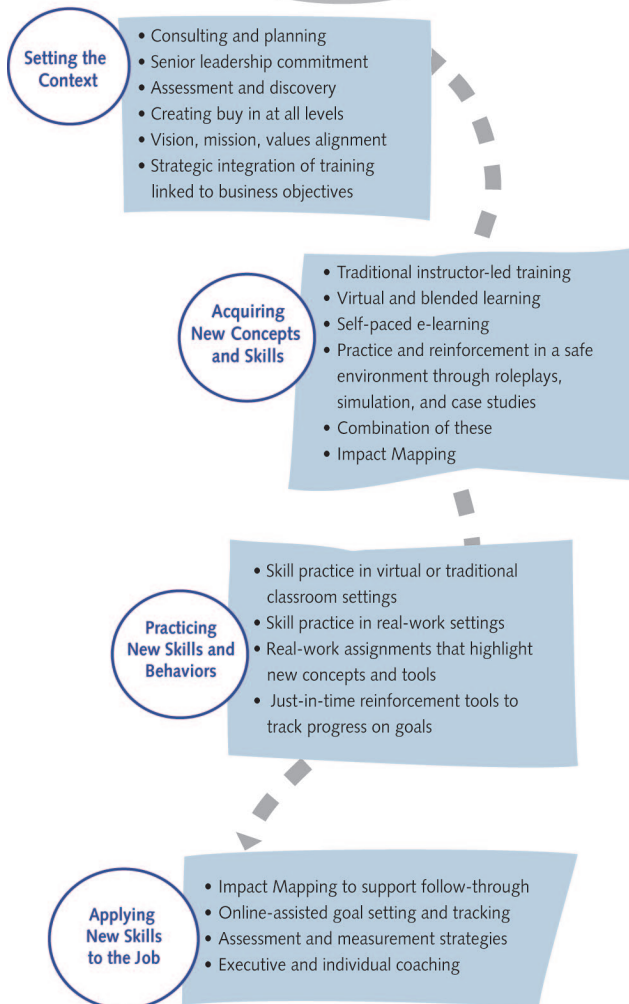 Setting the
Context
• Consulting and planning
• Senior leadership commitment
• Assessment and discovery
• Creating buy in at all levels
• Vision, mission, values alignment
• Strategic integration of training
linked to business objectives
Acquiring
New Concepts
and Skills
• Traditional instructor-led training
• Virtual and blended learning
• Self-paced e-learning
• Practice and reinforcement in a safe
environment through roleplays,
simulation, and case studies
• Combination of these
• Impact Mapping
Practicing
New Skills and
Behaviors
• Skill practice in virtual or traditional
classroom settings
• Skill practice in real-work settings
• Real-work assignments that highlight
new concepts and tools
• Just-in-time reinforcement tools to
track progress on goals
Applying
New Skills
to the Job
• Impact Mapping to support follow-through
• Online-assisted goal setting and tracking
• Assessment and measurement strategies
• Executive and individual coaching